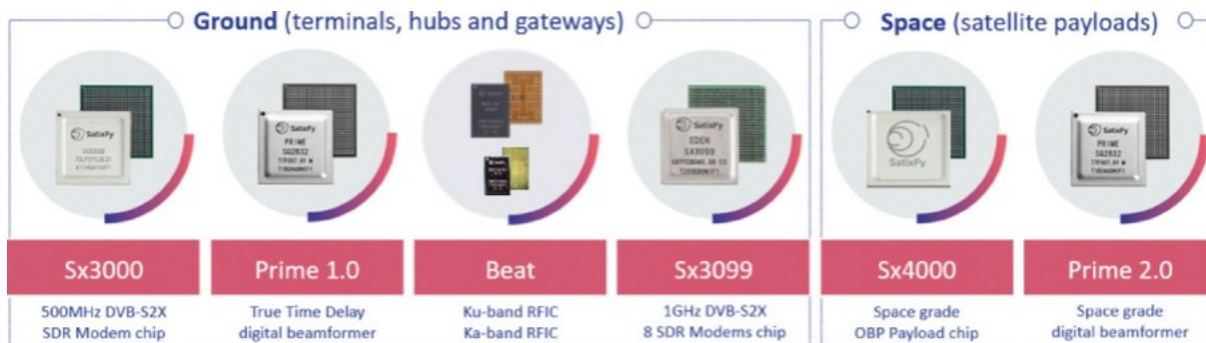 Ground (terminals, hubs and gateways)
Space (satellite payloads)
SatixFy
SX3000B
SatixFy
PRIME
SQ2832
SatixFy
EDEN
SX3099
SatixFy
SatixFy
PRIME
SQ2832
Sx3000
Prime 1.0
Beat
Sx3099
Sx4000
Prime 2.0
500MHz DVB-S2X
SDR Modem chip
True Time Delay
digital beamformer
Ku-band RFIC
Ka-band RFIC
1GHz DVB-S2X
8 SDR Modems chip
Space grade
OBP Payload chip
Space grade
digital beamformer